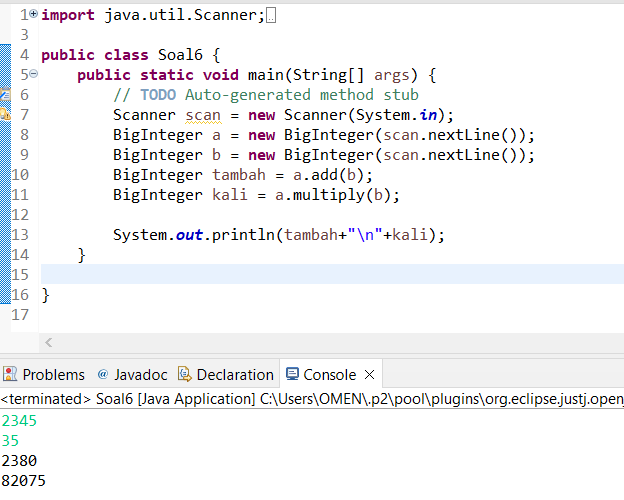 1 import java.util.Scanner;
3
4 public class Soal6 {
5 public static void main(String[] args) {
6 // TODO Auto-generated method stub
7 Scanner scan = new Scanner(System.in);
8 BigInteger a = new BigInteger(scan.nextLine());
9 BigInteger b = new BigInteger(scan.nextLine());
10 BigInteger tambah = a.add(b);
11 BigInteger kali = a.multiply(b);
12
13 System.out.println(tambah+"\n"+kali);
14 }
15
16 }
17
Problems @ Javadoc Declaration Console
<terminated> Soal6 [Java Application] C:\Users\OMEN\.p2\pool\plugins\org.eclipse.justj.openj
2345
35
2380
82075